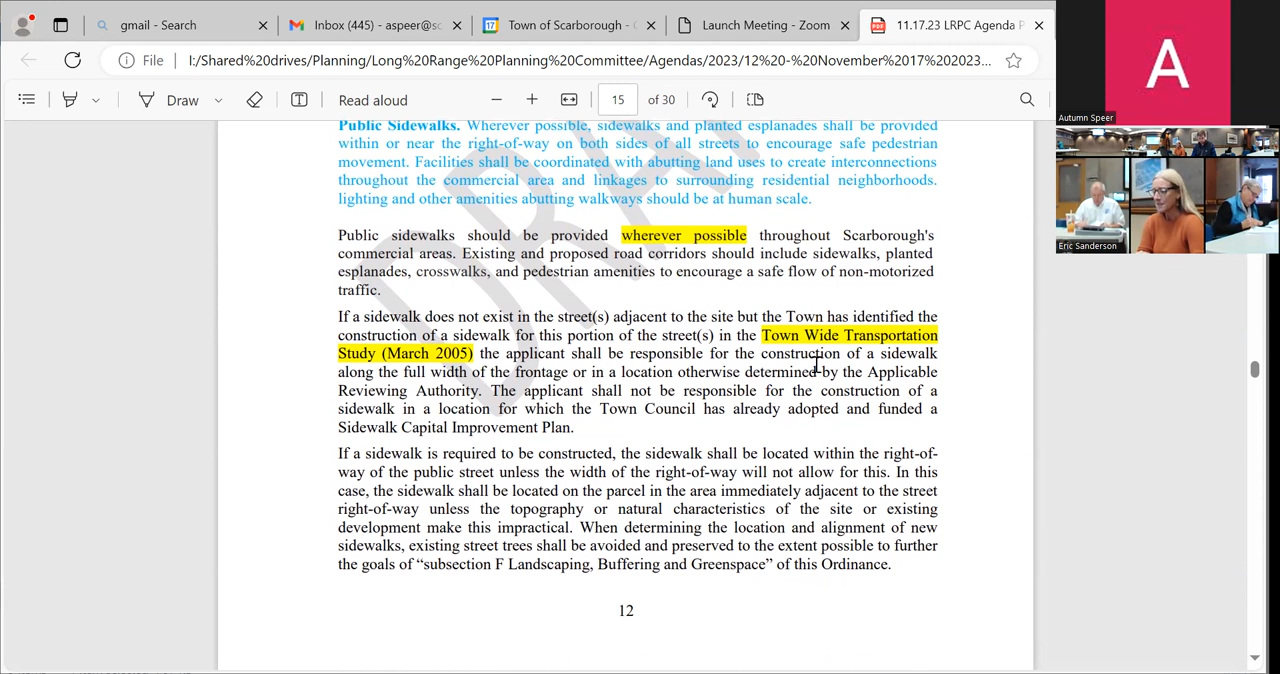 gmail - Search
Inbox (445) - aspeer@sc
Town of Scarborough - C
Launch Meeting - Zoom
11.17.23 LRPC Agenda P
File
I:/Shared%20drives/Planning/Long%20Range%20Planning%20Committee/Agendas/2023/12%20-%20November%2017%202023...
Draw
Read aloud
15
of 30
A
Autumn Speer
Eric Sanderson
DRAFT
Public Sidewalks. Wherever possible, sidewalks and planted esplanades shall be provided
within or near the right-of-way on both sides of all streets to encourage safe pedestrian
movement. Facilities shall be coordinated with abutting land uses to create interconnections
throughout the commercial area and linkages to surrounding residential neighborhoods.
lighting and other amenities abutting walkways should be at human scale.
Public sidewalks should be provided wherever possible throughout Scarborough's
commercial areas. Existing and proposed road corridors should include sidewalks, planted
esplanades, crosswalks, and pedestrian amenities to encourage a safe flow of non-motorized
traffic.
If a sidewalk does not exist in the street(s) adjacent to the site but the Town has identified the
construction of a sidewalk for this portion of the street(s) in the Town Wide Transportation
Study (March 2005) the applicant shall be responsible for the construction of a sidewalk
along the full width of the frontage or in a location otherwise determined by the Applicable
Reviewing Authority. The applicant shall not be responsible for the construction of a
sidewalk in a location for which the Town Council has already adopted and funded a
Sidewalk Capital Improvement Plan.
If a sidewalk is required to be constructed, the sidewalk shall be located within the right-of-
way of the public street unless the width of the right-of-way will not allow for this. In this
case, the sidewalk shall be located on the parcel in the area immediately adjacent to the street
right-of-way unless the topography or natural characteristics of the site or existing
development make this impractical. When determining the location and alignment of new
sidewalks, existing street trees shall be avoided and preserved to the extent possible to further
the goals of “subsection F Landscaping, Buffering and Greenspace” of this Ordinance.
12